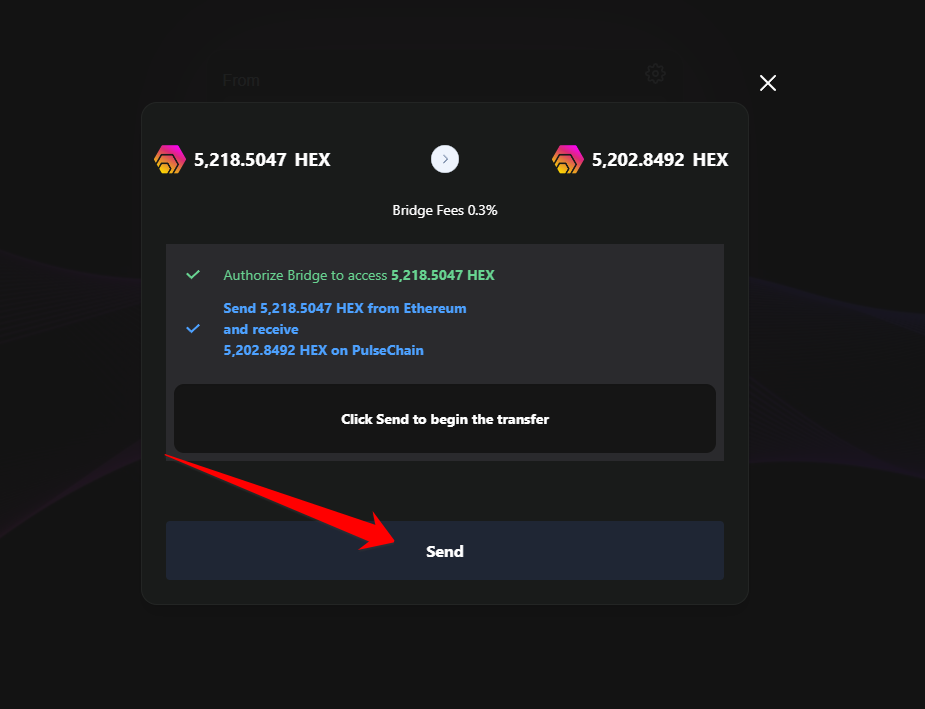 From
5,218.5047 HEX
5,202.8492 HEX
Bridge Fees 0.3%
Authorize Bridge to access 5,218.5047 HEX
Send 5,218.5047 HEX from Ethereum
and receive
5,202.8492 HEX on PulseChain
Click Send to begin the transfer
Send